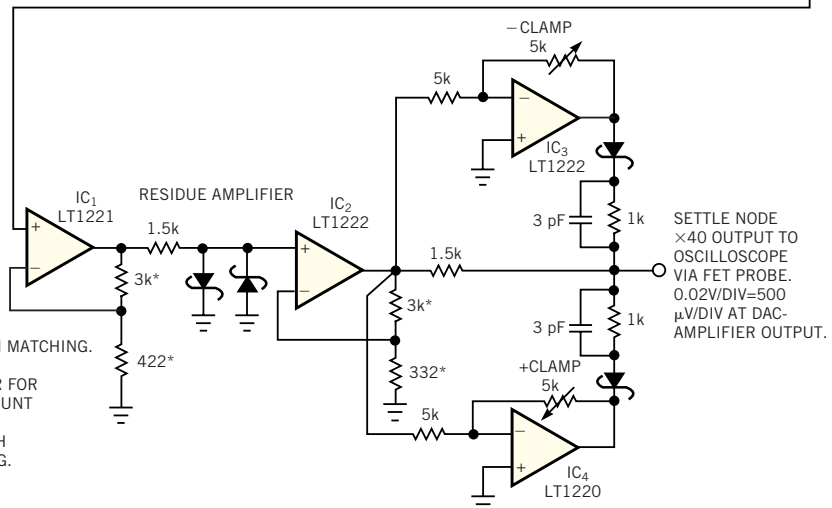 −CLAMP
5k
5k
−
+
IC3
LT1222
RESIDUE AMPLIFIER
IC1
LT1221
IC2
LT1222
1.5k
+
−
+
−
3 pF
1k
1.5k
SETTLE NODE
×40 OUTPUT TO
OSCILLOSCOPE
VIA FET PROBE.
0.02V/DIV=500
μV/DIV AT DAC-
AMPLIFIER OUTPUT.
3k*
3k*
3 pF
1k
MATCHING.
422*
332*
FOR
UNT
+CLAMP
5k
5k
−
+
H
G.
IC4
LT1220